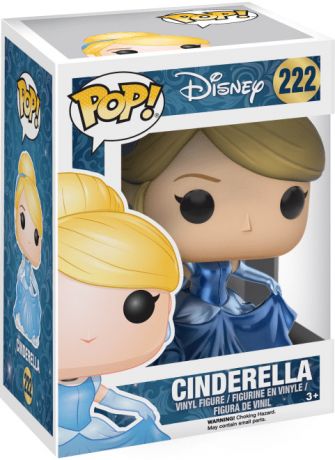 POP!
Disney
222
CINDERELLA
VINYL FIGURE / FIGURINE EN VINYLE /
FIGURA DE VINIL
WARNING: Choking Hazard.
May contain small parts.
3+
POP!
222